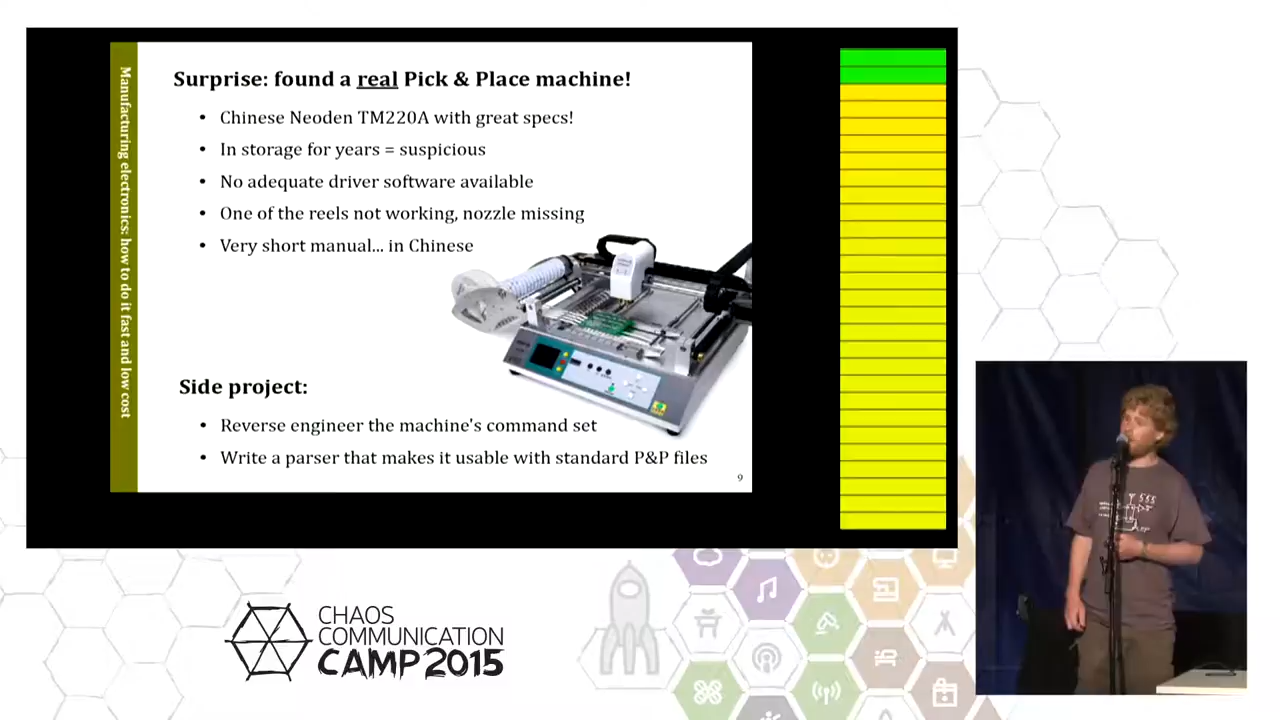 Manufacturing electronics: how to do it fast and low cost
Surprise: found a real Pick & Place machine!
• Chinese Neoden TM220A with great specs!
• In storage for years = suspicious
• No adequate driver software available
• One of the reels not working, nozzle missing
• Very short manual... in Chinese
Side project:
• Reverse engineer the machine's command set
• Write a parser that makes it usable with standard P&P files
9
555
CHAOS
COMMUNICATION
CAMP 2015